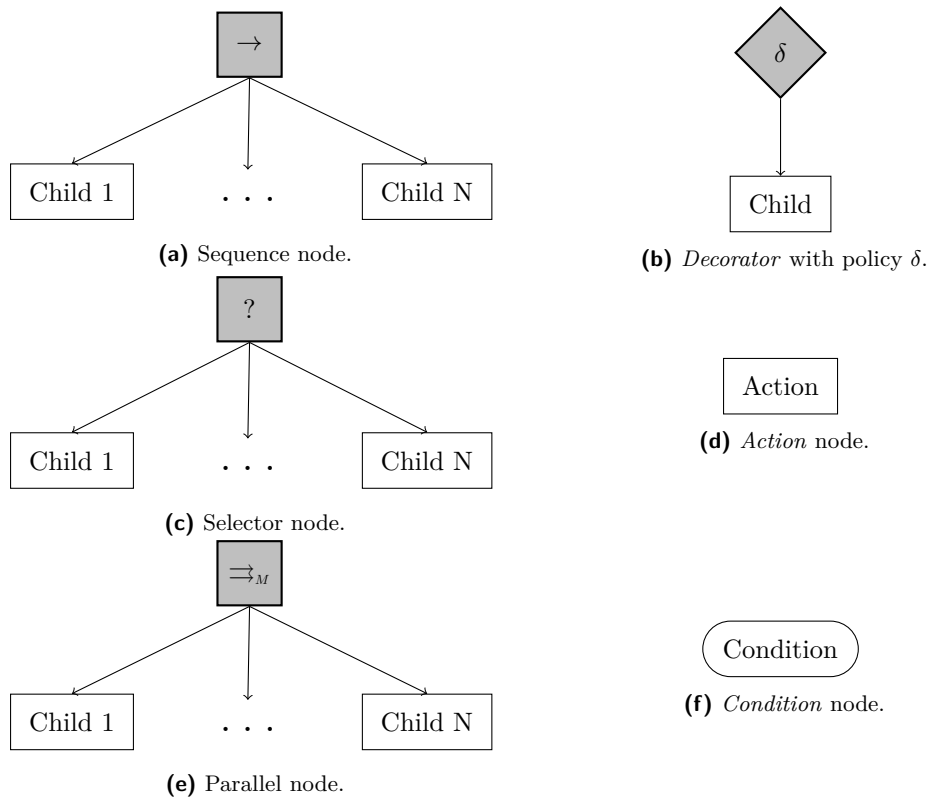 →
δ
Child 1
. . .
Child N
Child
(a) Sequence node.
(b) Decorator with policy δ.
?
Child 1
. . .
Child N
Action
(c) Selector node.
(d) Action node.
⇉M
Child 1
. . .
Child N
Condition
(e) Parallel node.
(f) Condition node.